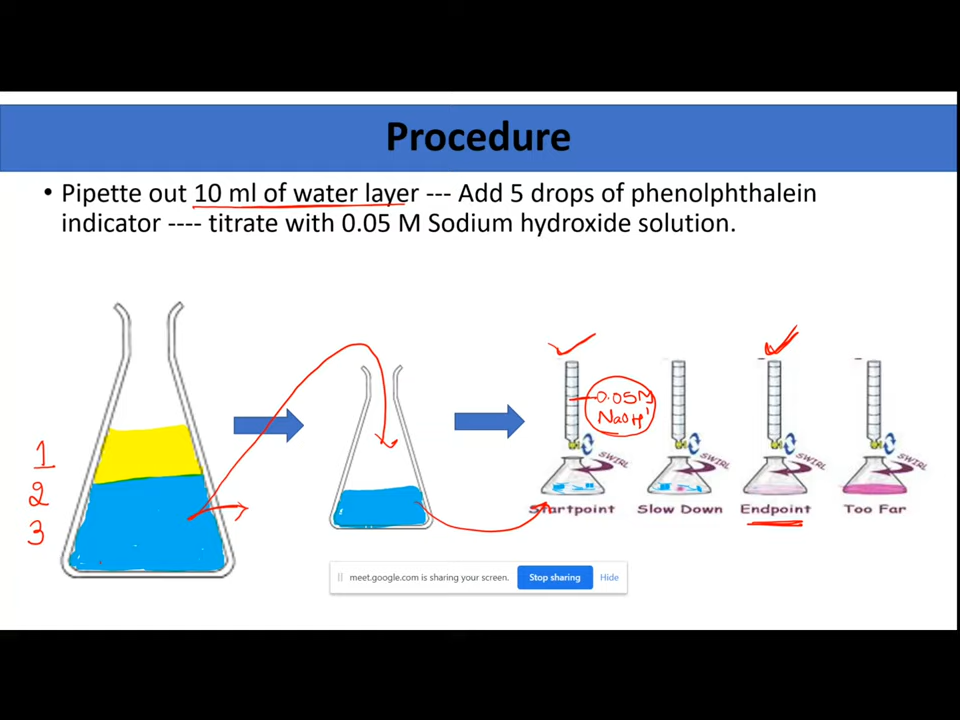 Procedure
• Pipette out 10 ml of water layer --- Add 5 drops of phenolphthalein
indicator ---- titrate with 0.05 M Sodium hydroxide solution.
1
2
3
0.05M
NaOH
SWIRL SWIRL SWIRL SWIRL
Startpoint Slow Down Endpoint Too Far
meet.google.com is sharing your screen. Stop sharing Hide